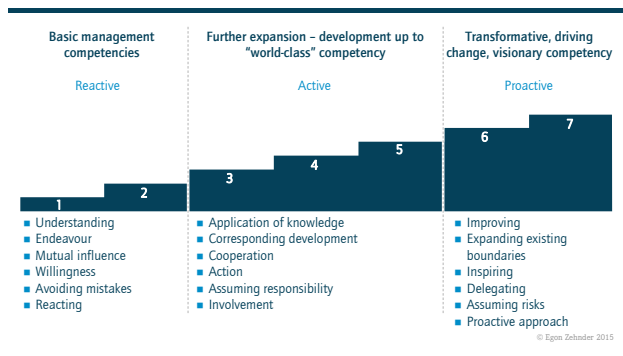 Basic management
competencies
Reactive
Further expansion – development up to
“world-class” competency
Active
Transformative, driving
change, visionary competency
Proactive
1
2
3
4
5
6
7
Understanding
Endeavour
Mutual influence
Willingness
Avoiding mistakes
Reacting
Application of knowledge
Corresponding development
Cooperation
Action
Assuming responsibility
Involvement
Improving
Expanding existing
boundaries
Inspiring
Delegating
Assuming risks
Proactive approach
© Egon Zehnder 2015